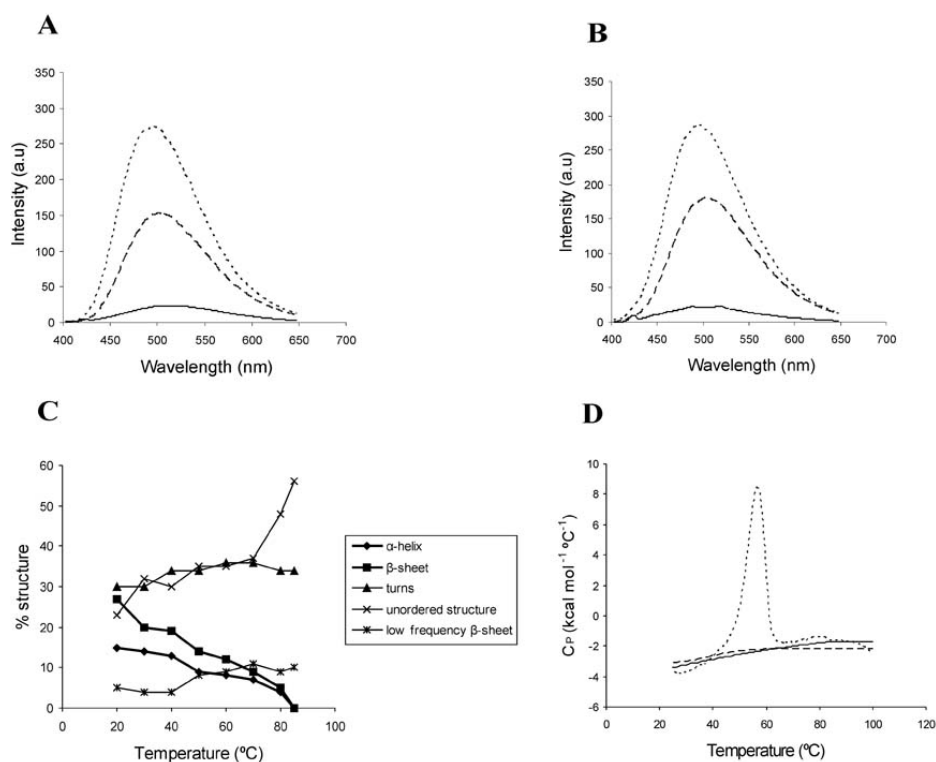 A
Intensity (a.u)
350
300
250
200
150
100
50
0
400 450 500 550 600 650 700
Wavelength (nm)
B
Intensity (a.u)
350
300
250
200
150
100
50
0
400 450 500 550 600 650 700
Wavelength (nm)
C
% structure
60
50
40
30
20
10
0
0 20 40 60 80 100
Temperature (ºC)
α-helix
β-sheet
turns
unordered structure
low frequency β-sheet
D
CP (kcal mol⁻¹ ºC⁻¹)
10
8
6
4
2
0
-2
-4
-6
0 20 40 60 80 100 120
Temperature (ºC)